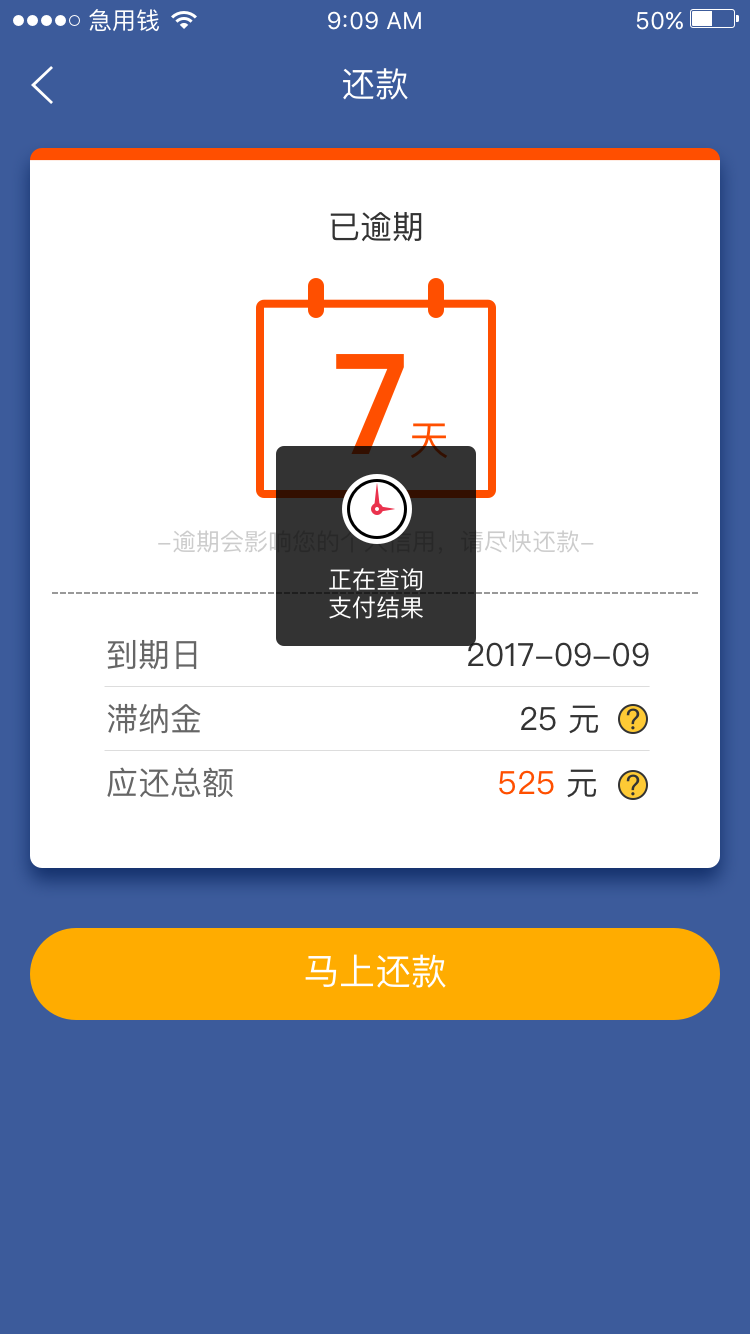 急用钱 9:09 AM 50%
还款
已逾期
7天
–逾期会影响您的个人信用，请尽快还款–
正在查询
支付结果
到期日 2017–09–09
滞纳金 25 元 ?
应还总额 525 元 ?
马上还款